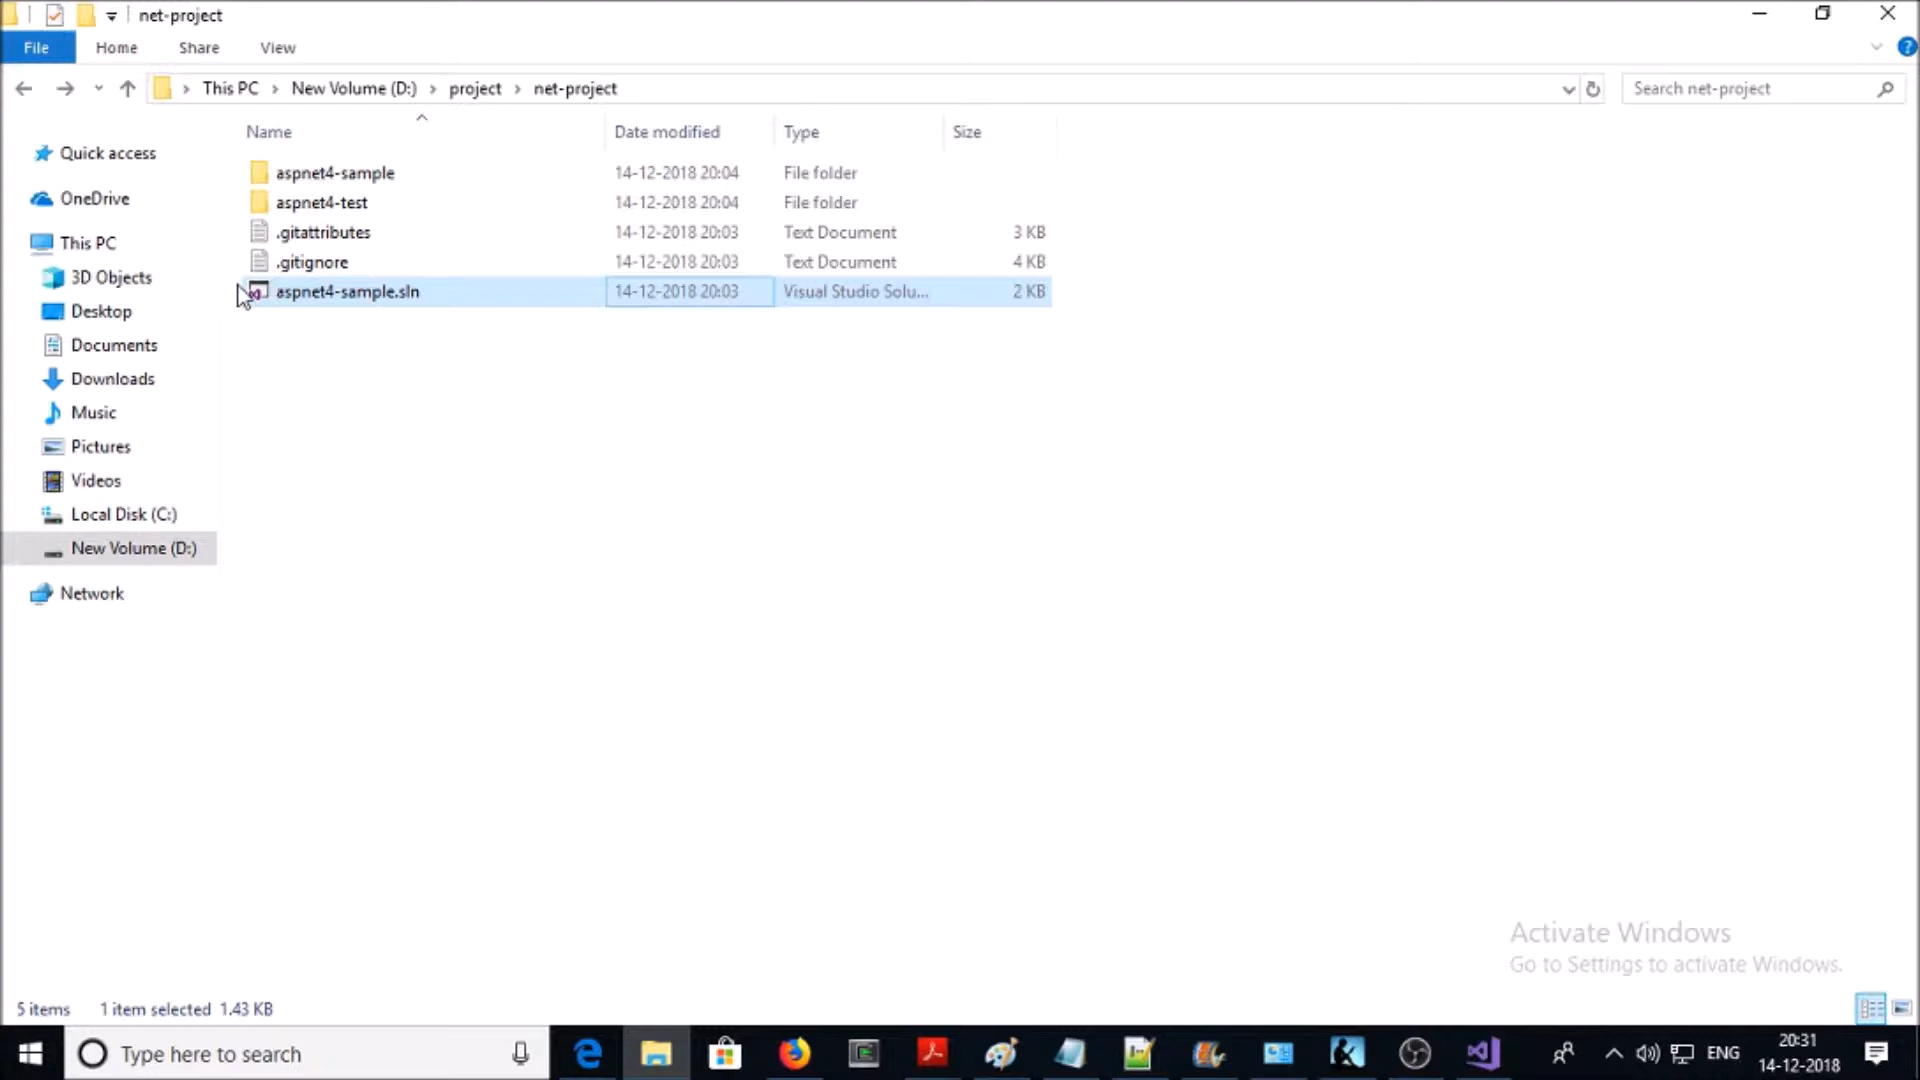 net-project
File Home Share View
This PC New Volume (D:) project net-project Search net-project
Name Date modified Type Size
Quick access
OneDrive
This PC
3D Objects
Desktop
Documents
Downloads
Music
Pictures
Videos
Local Disk (C:)
New Volume (D:)
Network
aspnet4-sample 14-12-2018 20:04 File folder
aspnet4-test 14-12-2018 20:04 File folder
.gitattributes 14-12-2018 20:03 Text Document 3 KB
.gitignore 14-12-2018 20:03 Text Document 4 KB
aspnet4-sample.sln 14-12-2018 20:03 Visual Studio Solu... 2 KB
Activate Windows
Go to Settings to activate Windows.
5 items 1 item selected 1.43 KB
Type here to search
ENG
20:31
14-12-2018